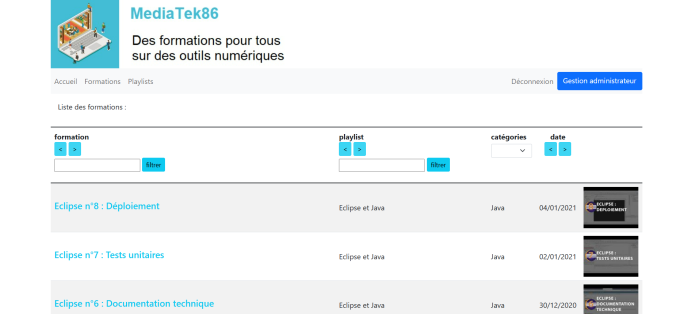 MediaTek86
Des formations pour tous
sur des outils numériques
Accueil Formations Playlists Déconnexion Gestion administrateur
Liste des formations :
formation playlist catégories date
< > < > < >
filtrer filtrer
Eclipse n°8 : Déploiement Eclipse et Java Java 04/01/2021
ECLIPSE :
DEPLOIEMENT
Eclipse n°7 : Tests unitaires Eclipse et Java Java 02/01/2021
ECLIPSE :
TESTS UNITAIRES
Eclipse n°6 : Documentation technique Eclipse et Java Java 30/12/2020
ECLIPSE :
DOCUMENTATION
TECHNIQUE